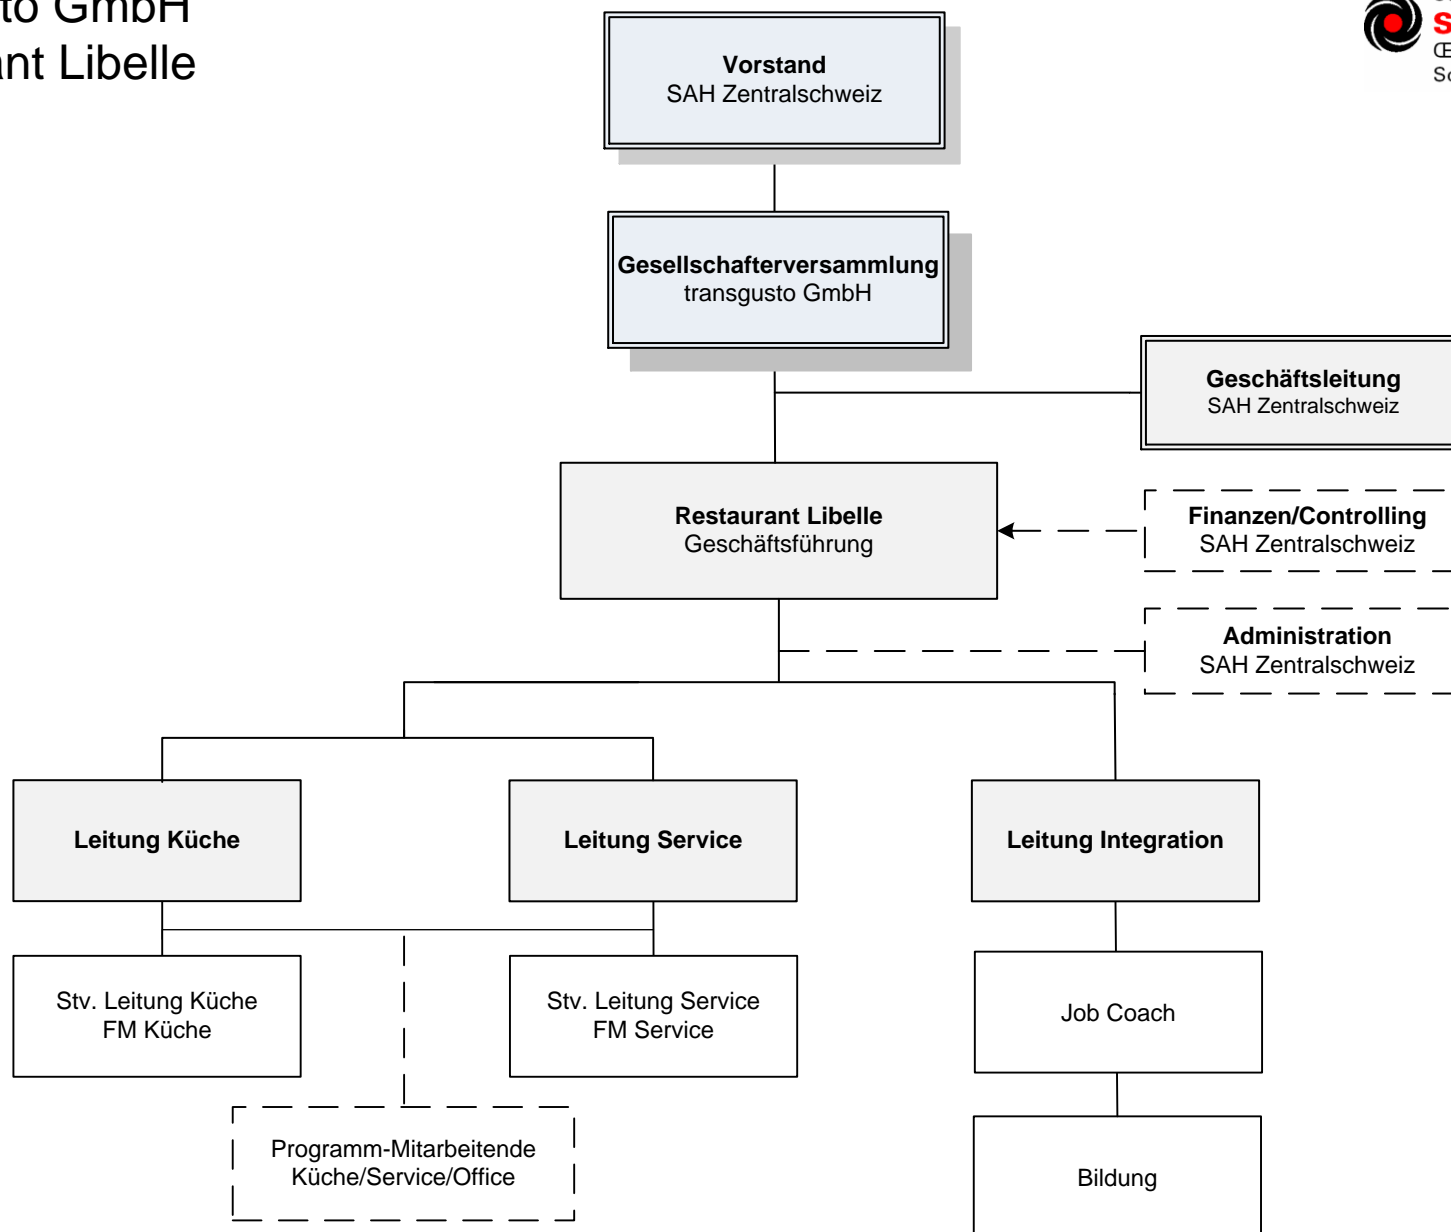 to GmbH
ant Libelle
S
Œ
So
Vorstand
SAH Zentralschweiz
Gesellschafterversammlung
transgusto GmbH
Geschäftsleitung
SAH Zentralschweiz
Restaurant Libelle
Geschäftsführung
Finanzen/Controlling
SAH Zentralschweiz
Administration
SAH Zentralschweiz
Leitung Küche
Leitung Service
Leitung Integration
Stv. Leitung Küche
FM Küche
Stv. Leitung Service
FM Service
Job Coach
Programm-Mitarbeitende
Küche/Service/Office
Bildung